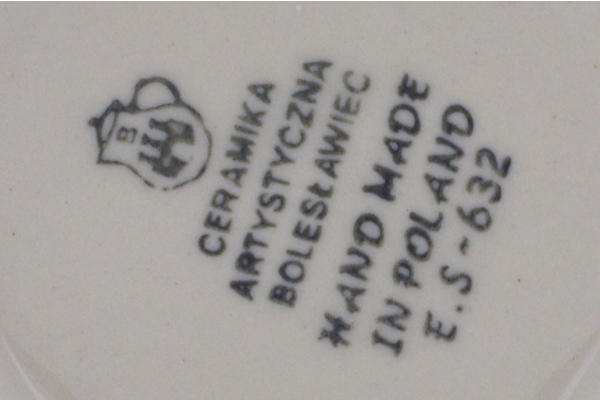 B
CERAMIKA
ARTYSTYCZNA
BOLESŁAWIEC
HAND MADE
IN POLAND
E.S-632